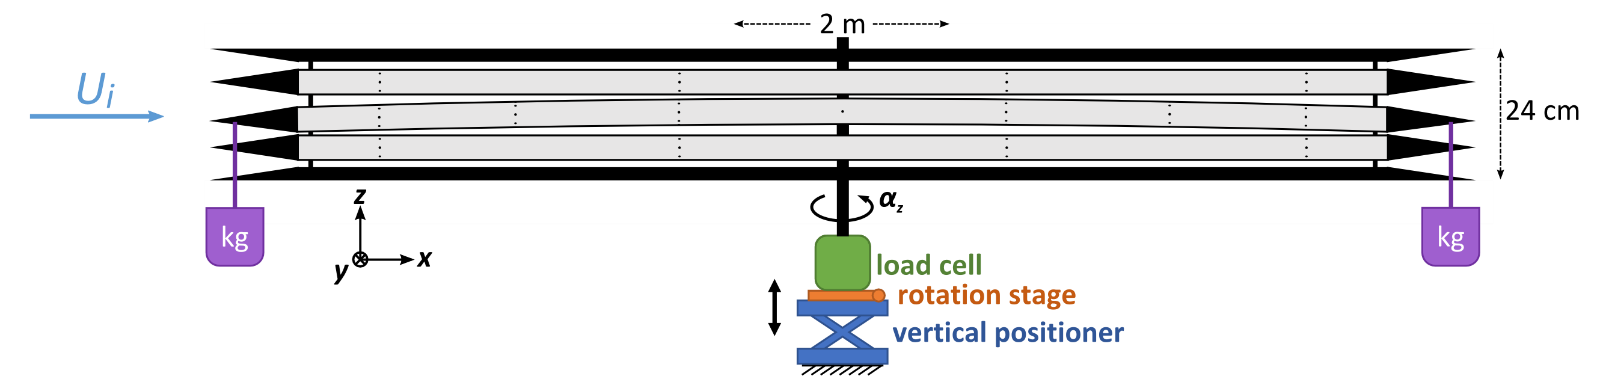 2 m
U_i
24 cm
z
α_z
kg
kg
y
x
load cell
rotation stage
vertical positioner